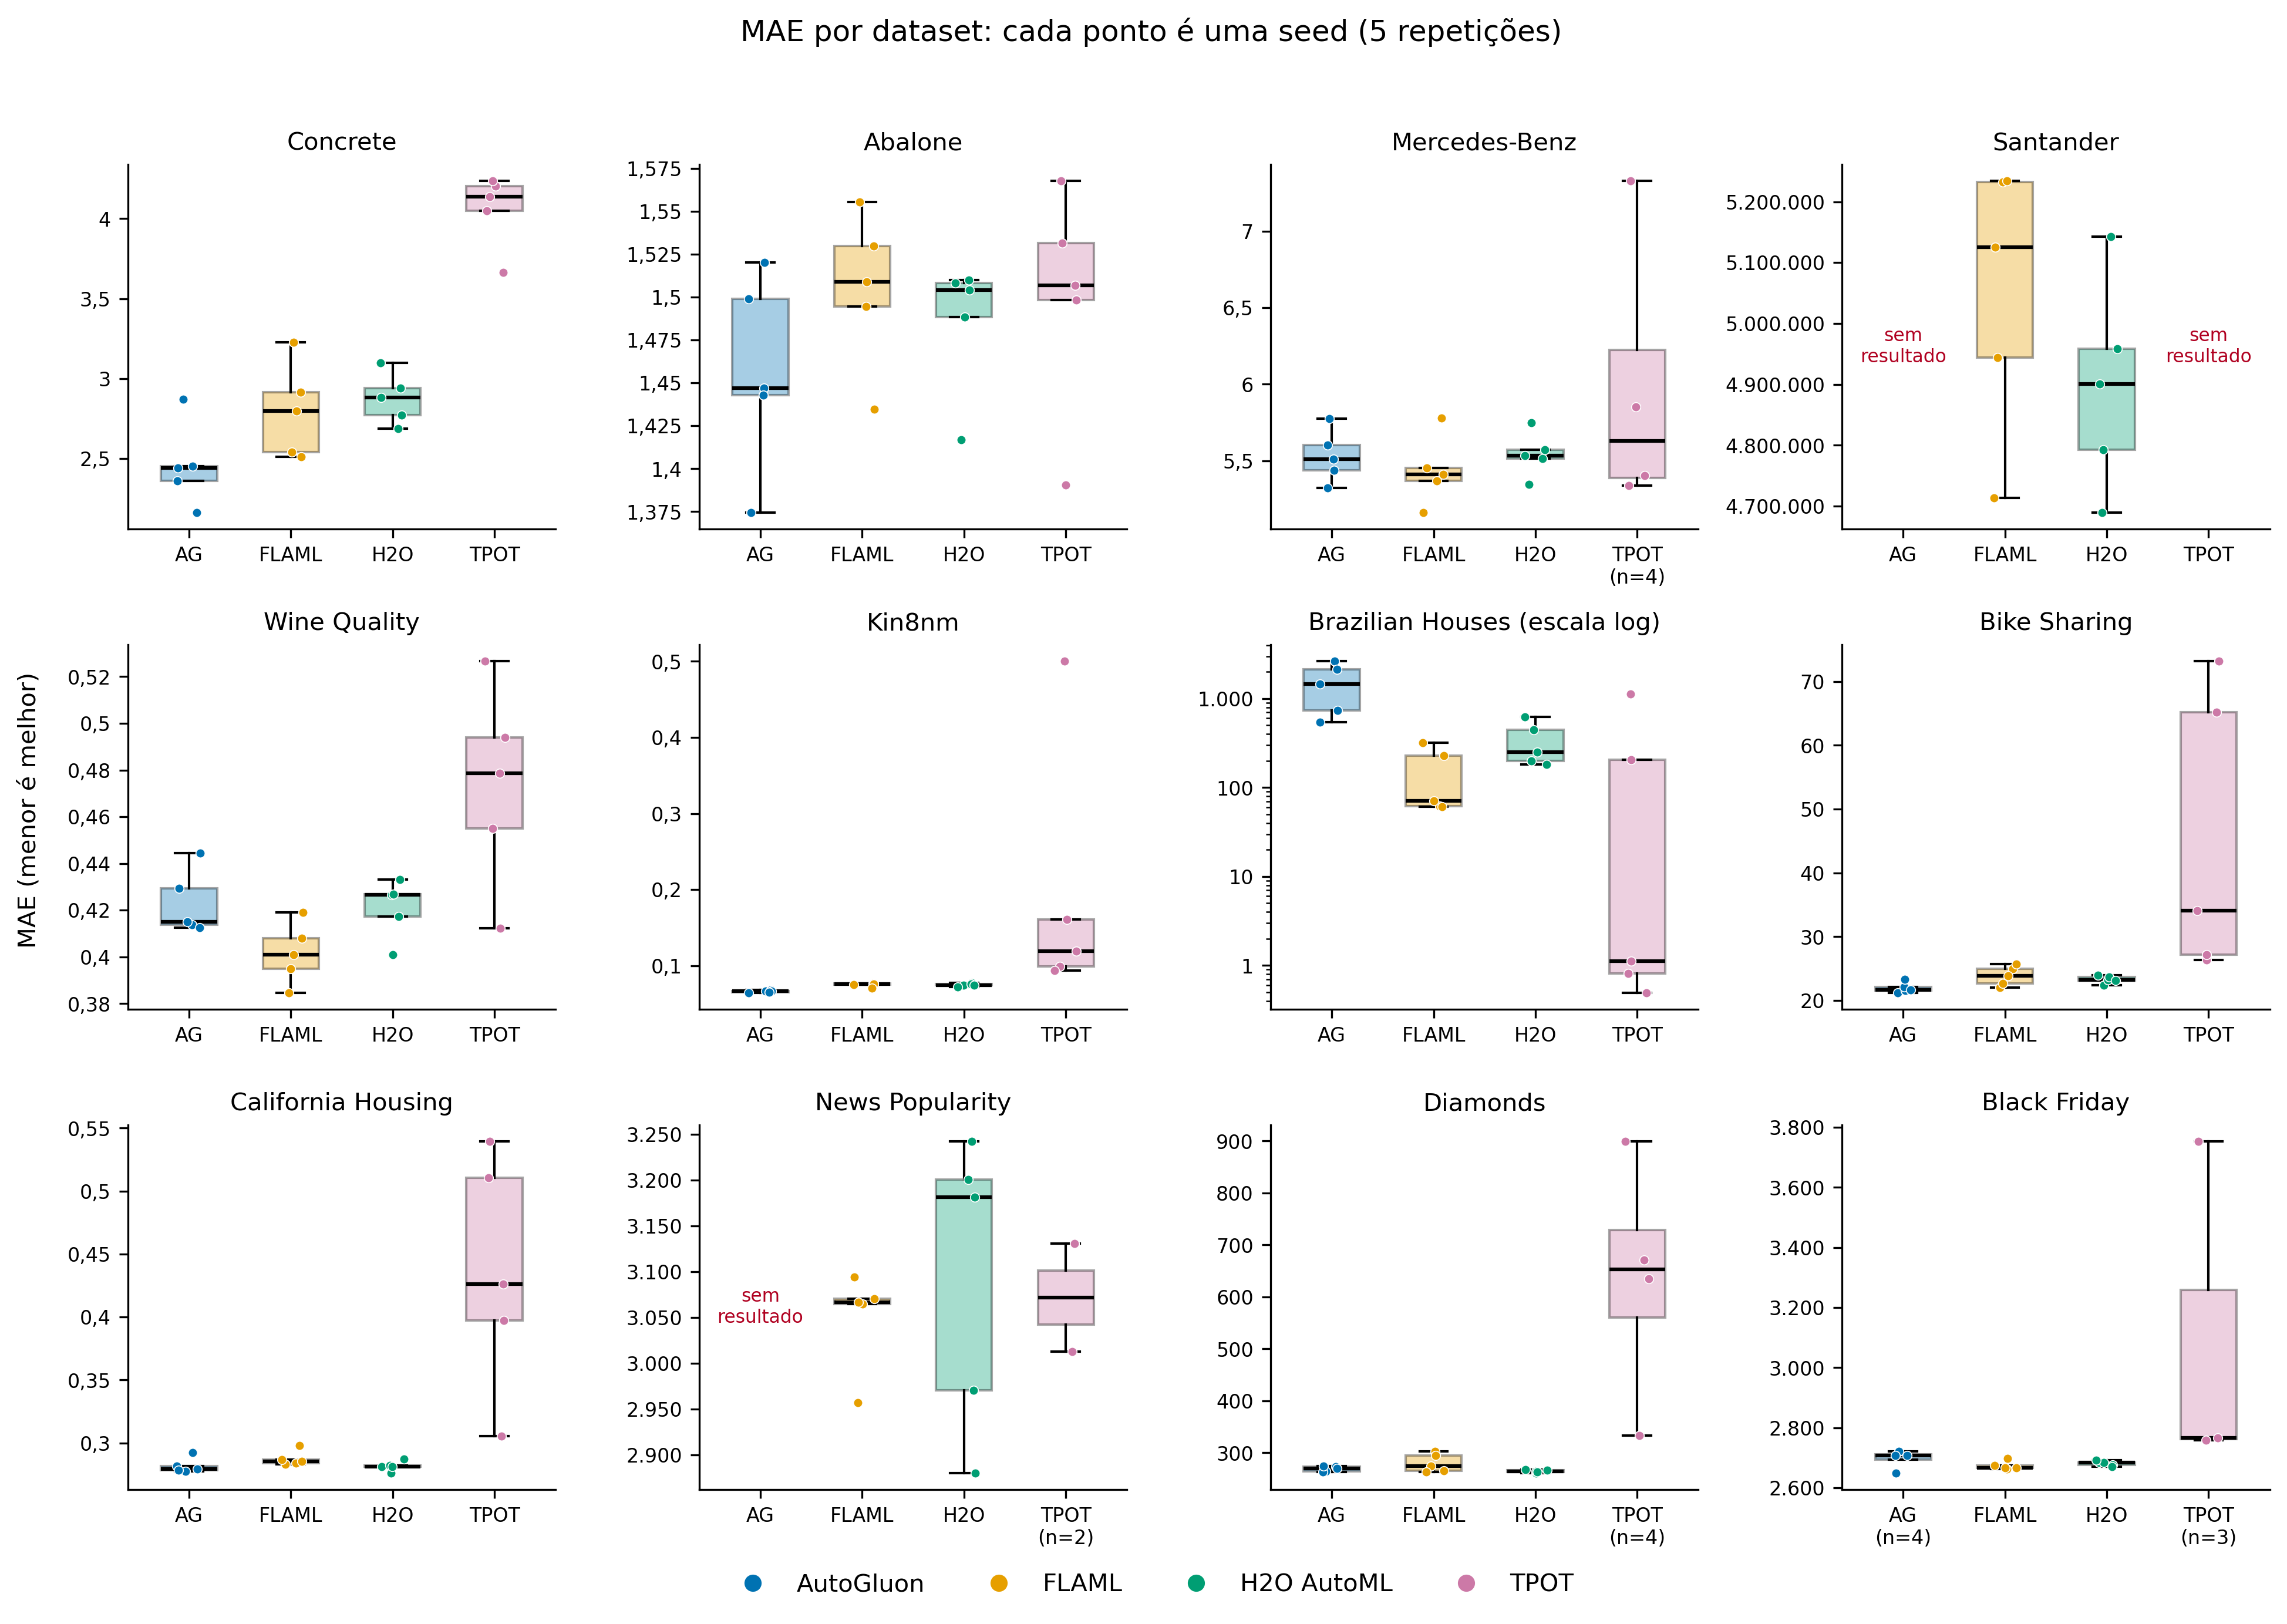 MAE por dataset: cada ponto é uma seed (5 repetições)
MAE (menor é melhor)
Concrete
4
3,5
3
2,5
AG
FLAML
H2O
TPOT
Abalone
1,575
1,55
1,525
1,5
1,475
1,45
1,425
1,4
1,375
AG
FLAML
H2O
TPOT
Mercedes-Benz
7
6,5
6
5,5
AG
FLAML
H2O
TPOT
(n=4)
Santander
5.200.000
5.100.000
5.000.000
4.900.000
4.800.000
4.700.000
sem
resultado
sem
resultado
AG
FLAML
H2O
TPOT
Wine Quality
0,52
0,5
0,48
0,46
0,44
0,42
0,4
0,38
AG
FLAML
H2O
TPOT
Kin8nm
0,5
0,4
0,3
0,2
0,1
AG
FLAML
H2O
TPOT
Brazilian Houses (escala log)
1.000
100
10
1
AG
FLAML
H2O
TPOT
Bike Sharing
70
60
50
40
30
20
AG
FLAML
H2O
TPOT
California Housing
0,55
0,5
0,45
0,4
0,35
0,3
AG
FLAML
H2O
TPOT
News Popularity
3.250
3.200
3.150
3.100
3.050
3.000
2.950
2.900
sem
resultado
AG
FLAML
H2O
TPOT
(n=2)
Diamonds
900
800
700
600
500
400
300
AG
FLAML
H2O
TPOT
(n=4)
Black Friday
3.800
3.600
3.400
3.200
3.000
2.800
2.600
AG
(n=4)
FLAML
H2O
TPOT
(n=3)
AutoGluon
FLAML
H2O AutoML
TPOT